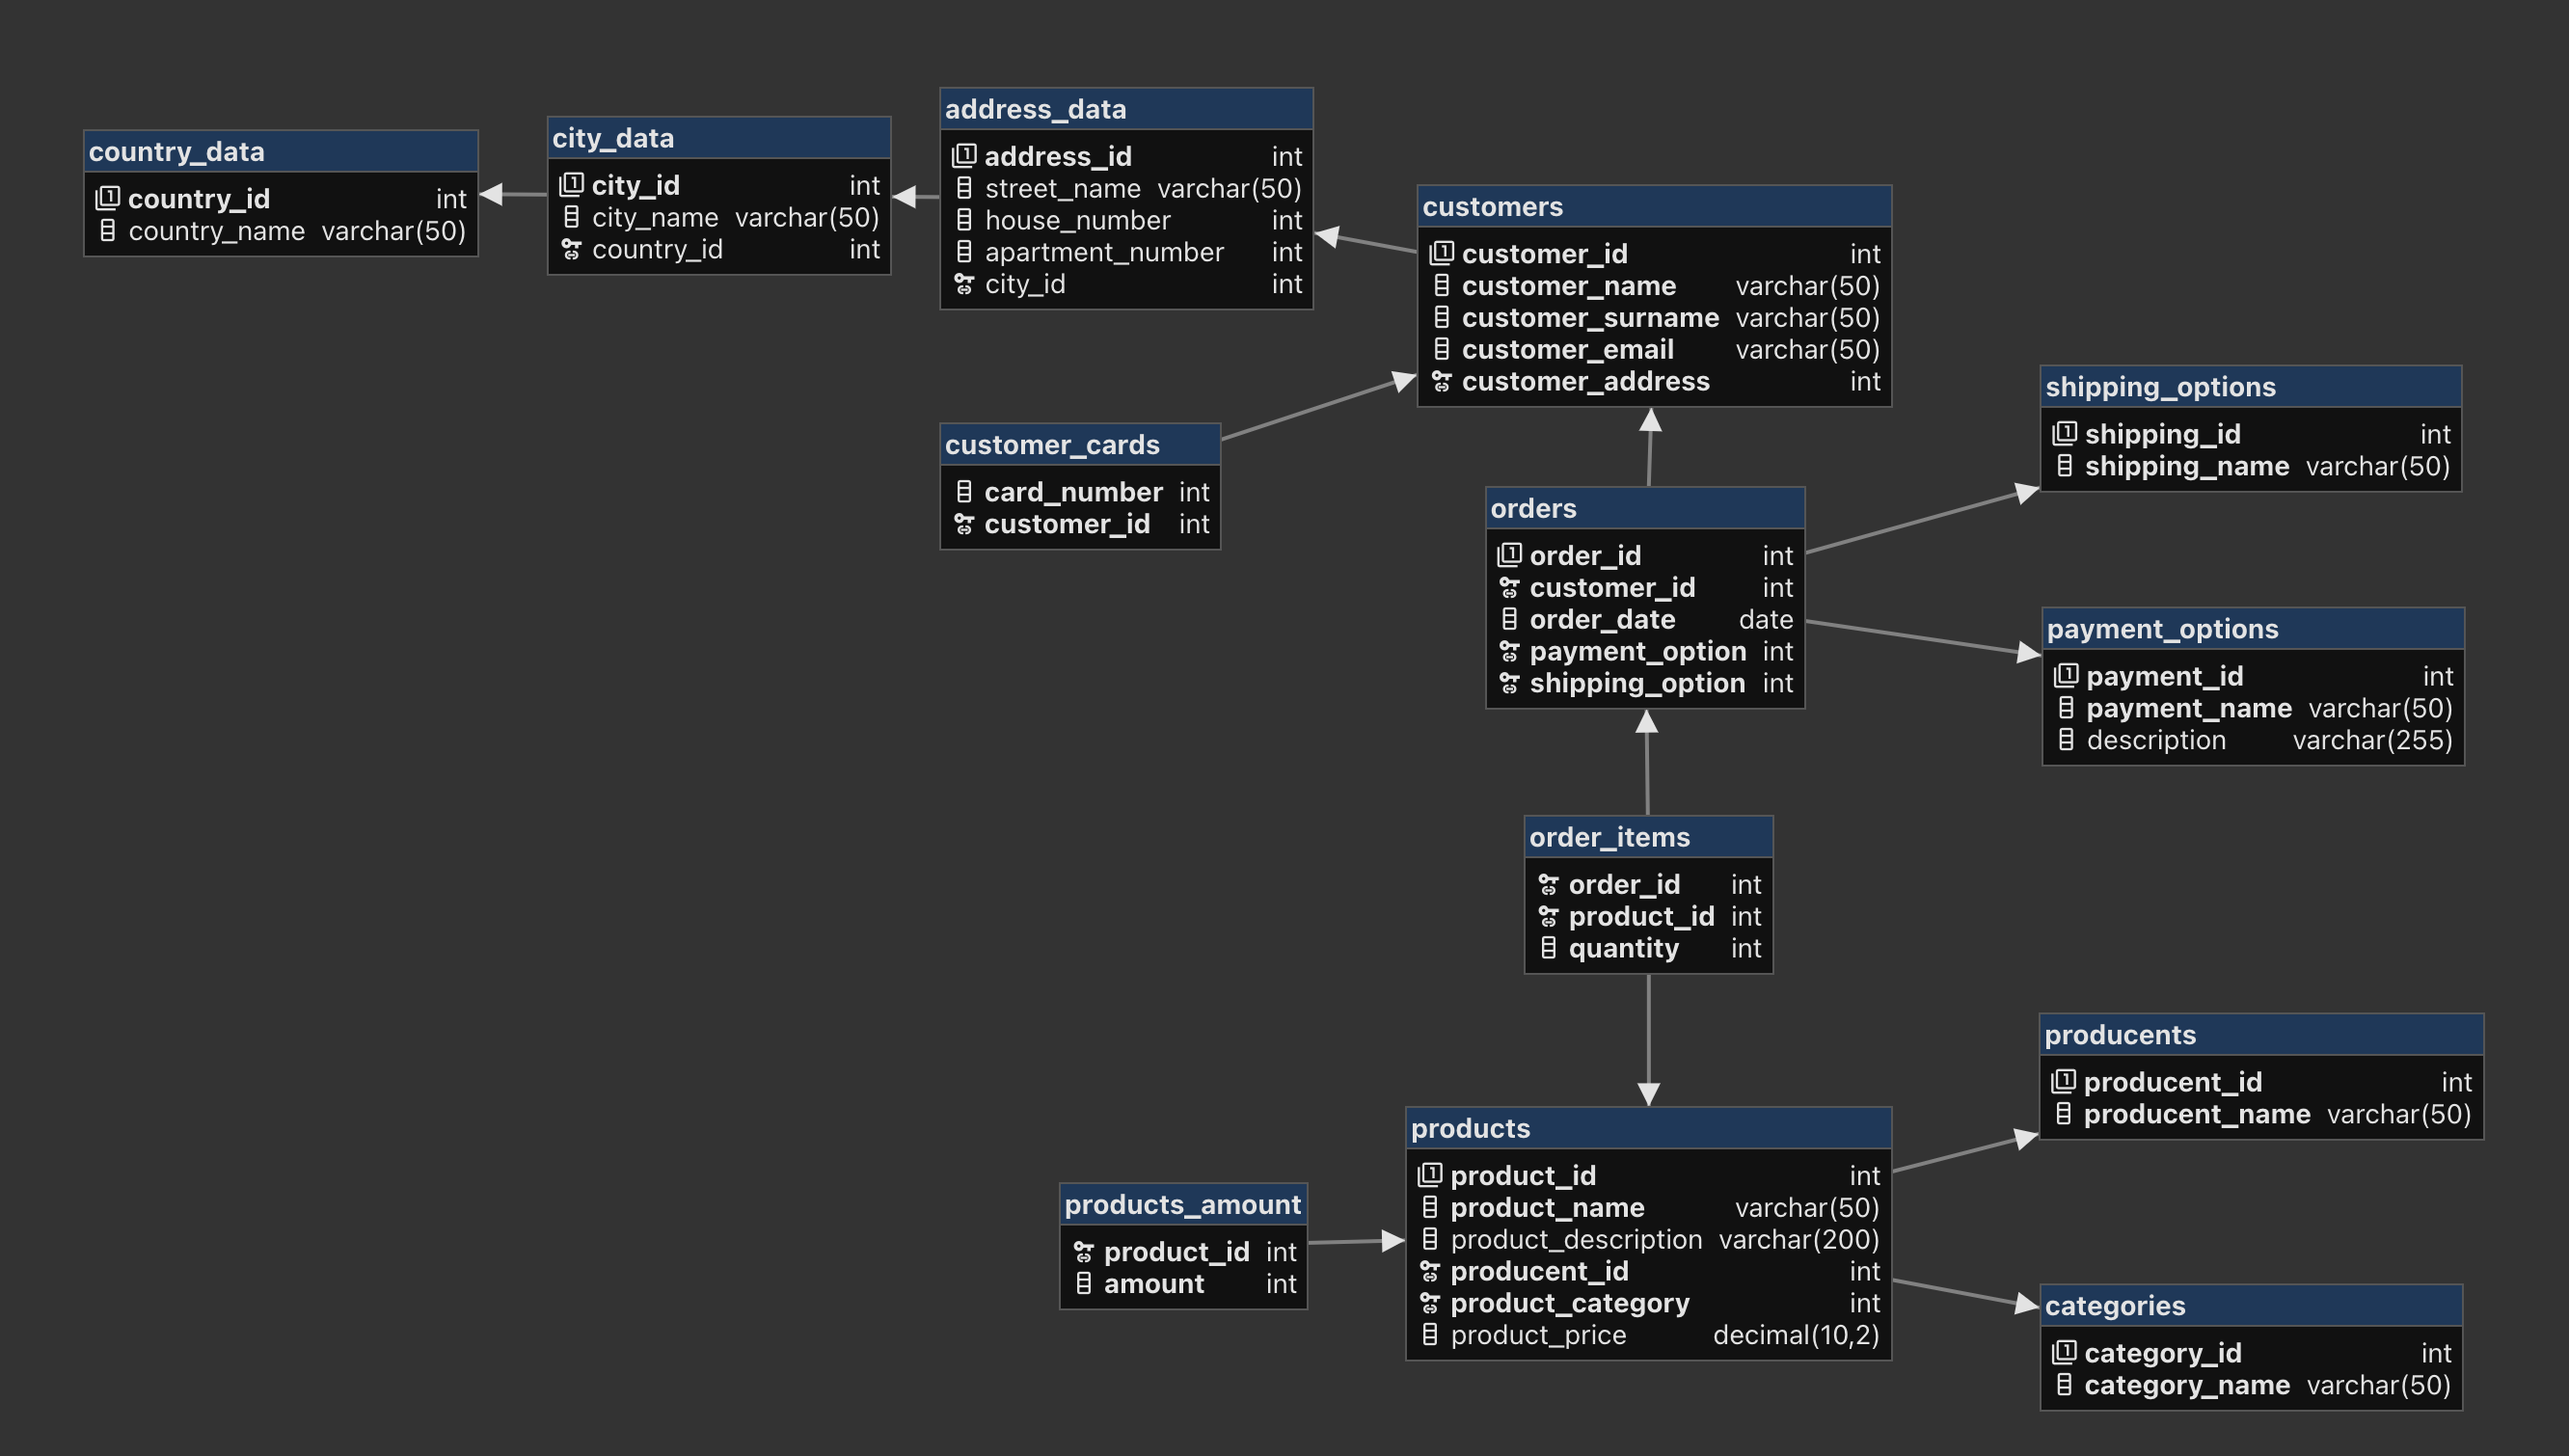 country_data
country_id int
country_name varchar(50)
city_data
city_id int
city_name varchar(50)
country_id int
address_data
address_id int
street_name varchar(50)
house_number int
apartment_number int
city_id int
customers
customer_id int
customer_name varchar(50)
customer_surname varchar(50)
customer_email varchar(50)
customer_address int
customer_cards
card_number int
customer_id int
shipping_options
shipping_id int
shipping_name varchar(50)
orders
order_id int
customer_id int
order_date date
payment_option int
shipping_option int
payment_options
payment_id int
payment_name varchar(50)
description varchar(255)
order_items
order_id int
product_id int
quantity int
producents
producent_id int
producent_name varchar(50)
products
product_id int
product_name varchar(50)
product_description varchar(200)
producent_id int
product_category int
product_price decimal(10,2)
products_amount
product_id int
amount int
categories
category_id int
category_name varchar(50)